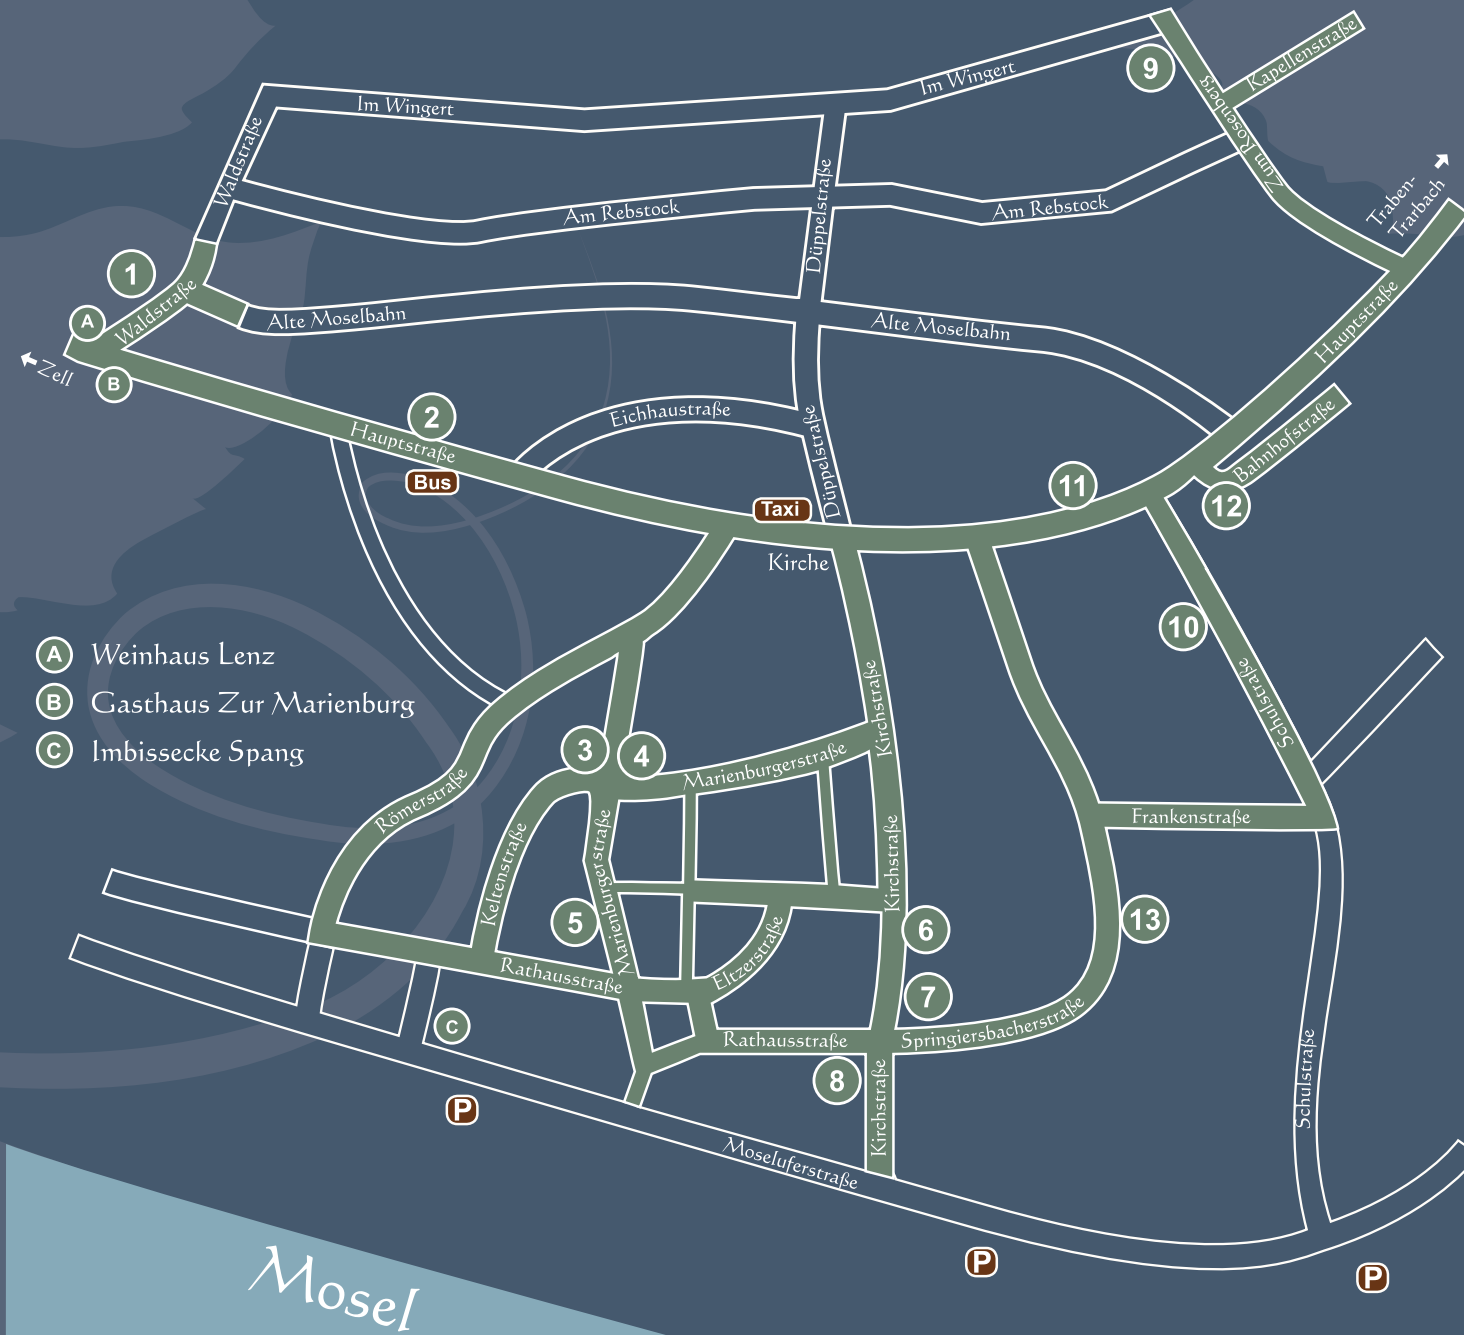 9
Kapellenstraße
Im Wingert
Im Wingert
Zum Rosenberg
Waldstraße
Traben-
Trarbach
Am Rebstock
Am Rebstock
Düppelstraße
1
Waldstraße
A
Alte Moselbahn
Alte Moselbahn
Hauptstraße
Zell
B
2
Hauptstraße
Bus
Eichhaustraße
Düppelstraße
Bahnhofstraße
11
12
Taxi
Kirche
10
A Weinhaus Lenz
B Gasthaus Zur Marienburg
C Imbissecke Spang
Kirchstraße
Schulstraße
3
4
Marienburgerstraße
Römerstraße
Keltenstraße
Marienburgerstraße
Kirchstraße
Frankenstraße
5
6
13
Eltzerstraße
Rathausstraße
7
C
Rathausstraße
Springiersbacherstraße
8
Kirchstraße
Schulstraße
P
Moseluferstraße
P
P
Mosel